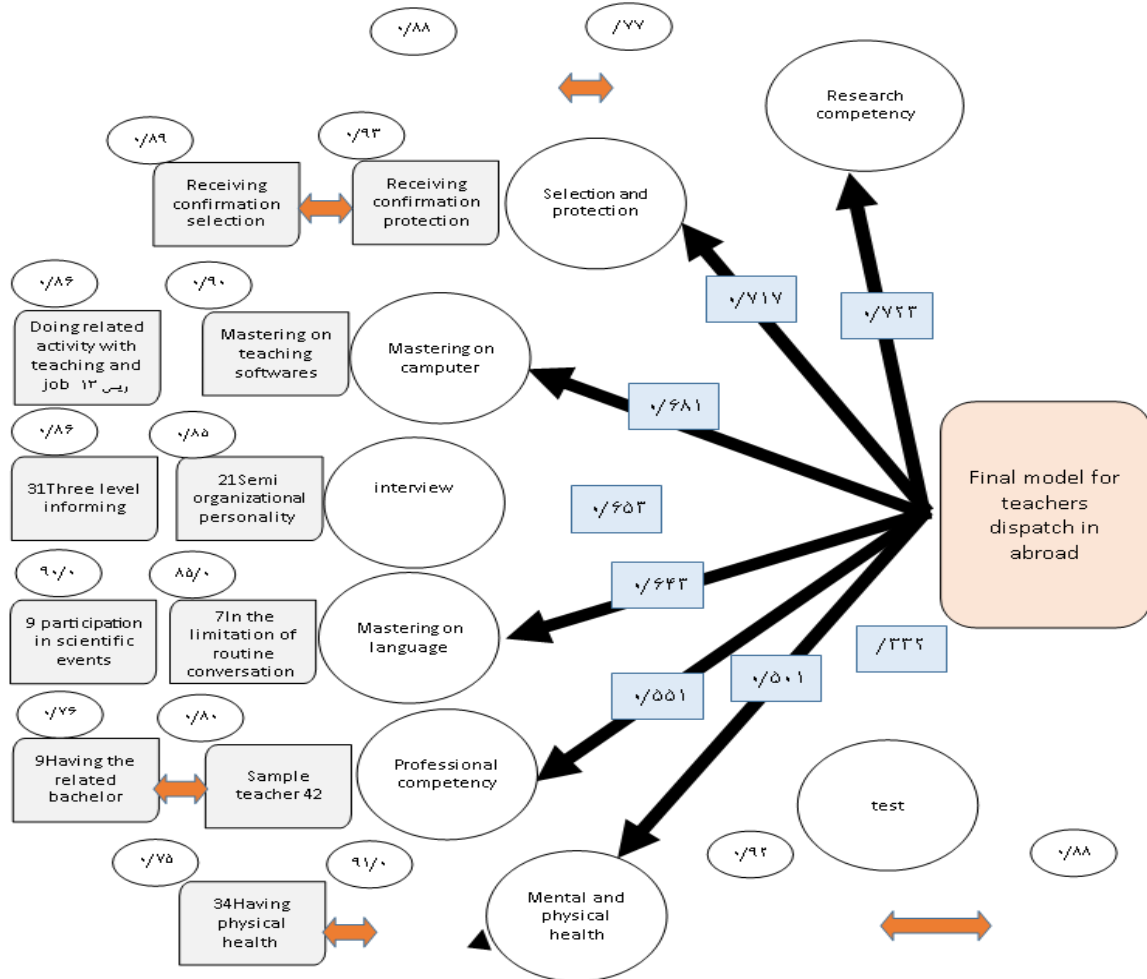 ۰/۸۸
/۷۷
Research
competency
۰/۸۹
۰/۹۳
Receiving
confirmation
selection
Receiving
confirmation
protection
Selection and
protection
۰/۷۱۷
۰/۷۲۳
۰/۸۶
۰/۹۰
Doing related
activity with
teaching and
job ریس ۱۳
Mastering on
teaching
softwares
Mastering on
camputer
۰/۶۸۱
۰/۸۶
۰/۸۵
31Three level
informing
21Semi
organizational
personality
interview
۰/۶۵۳
Final model for
teachers
dispatch in
abroad
۹۰/۰
۸۵/۰
9 participation
in scientific
events
7In the
limitation of
routine
conversation
Mastering on
language
۰/۶۴۳
/۳۳۲
۰/۵۵۱
۰/۵۰۱
۰/۷۶
۰/۸۰
9Having the
related
bachelor
Sample
teacher 42
Professional
competency
test
۰/۷۵
۹۱/۰
۰/۹۲
۰/۸۸
34Having
physical
health
Mental and
physical
health